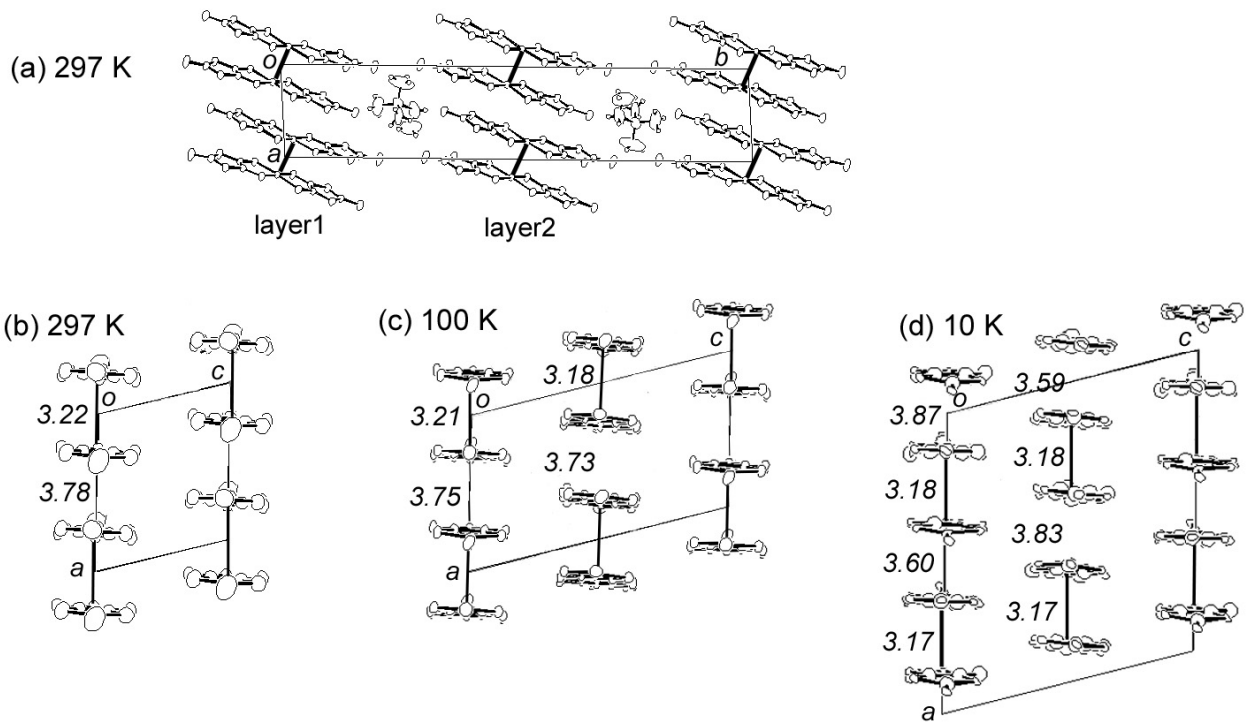 (a) 297 K
o
b
a
layer1
layer2
(b) 297 K
c
o
3.22
3.78
a
(c) 100 K
c
3.18
o
3.21
3.73
3.75
a
(d) 10 K
c
3.59
o
3.87
3.18
3.18
3.83
3.60
3.17
3.17
a